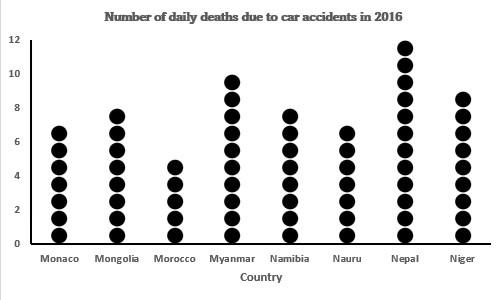 Number of daily deaths due to car accidents in 2016
12
10
8
6
4
2
0
Monaco Mongolia Morocco Myanmar Namibia Nauru Nepal Niger
Country